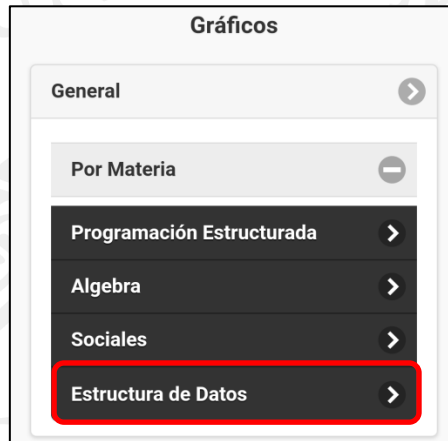 Gráficos
General
Por Materia
Programación Estructurada
Algebra
Sociales
Estructura de Datos